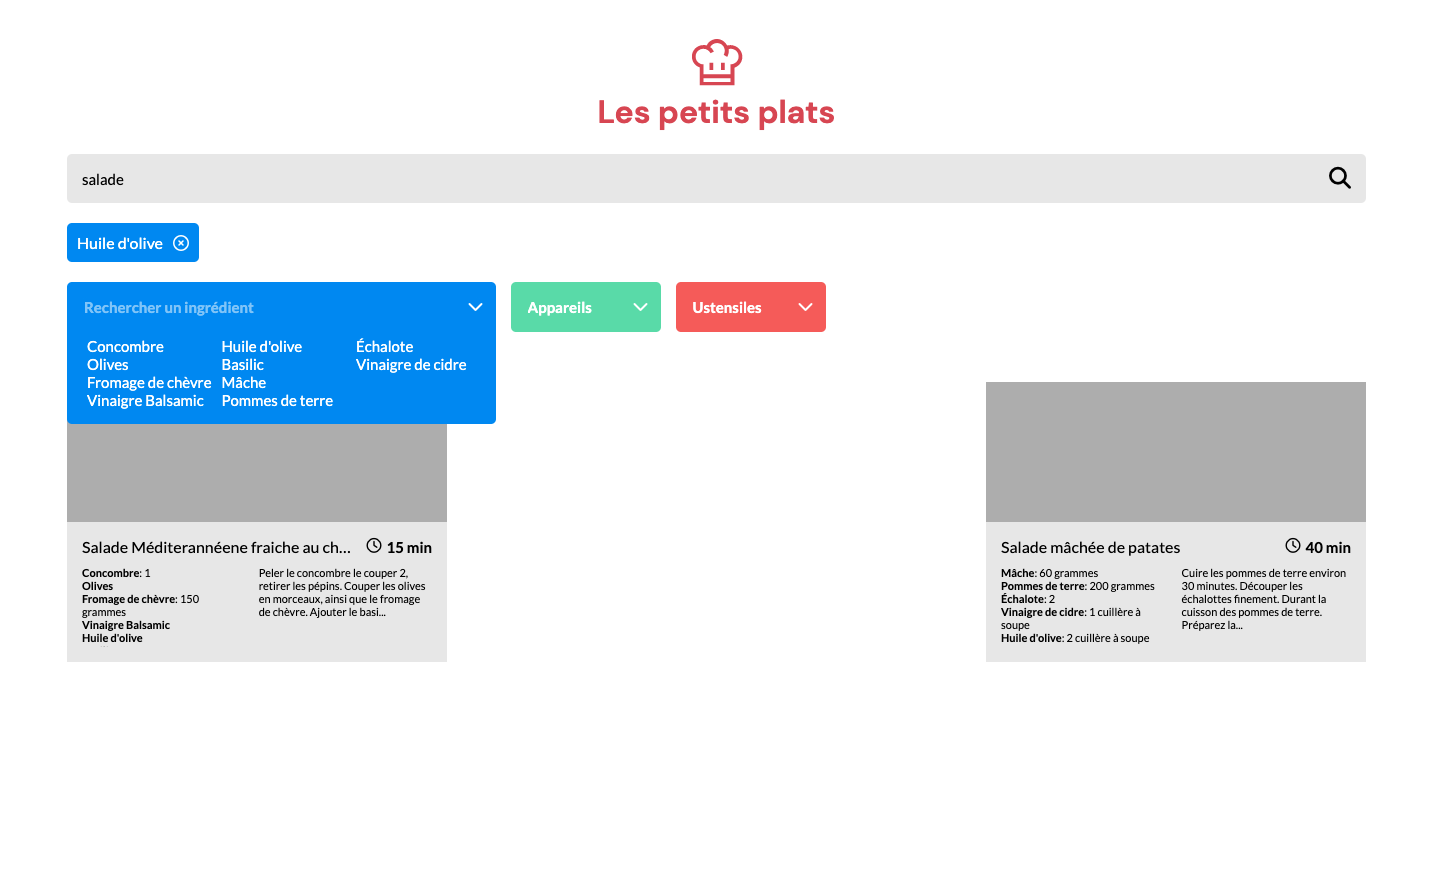 Les petits plats
salade
Huile d'olive
Rechercher un ingrédient
Appareils
Ustensiles
Concombre
Olives
Fromage de chèvre
Vinaigre Balsamic
Huile d'olive
Basilic
Mâche
Pommes de terre
Échalote
Vinaigre de cidre
Salade Méditerannéene fraiche au ch...
15 min
Concombre: 1
Olives
Fromage de chèvre: 150
grammes
Vinaigre Balsamic
Huile d'olive
Peler le concombre le couper 2,
retirer les pépins. Couper les olives
en morceaux, ainsi que le fromage
de chèvre. Ajouter le basi...
Salade mâchée de patates
40 min
Mâche: 60 grammes
Pommes de terre: 200 grammes
Échalote: 2
Vinaigre de cidre: 1 cuillère à
soupe
Huile d'olive: 2 cuillère à soupe
Cuire les pommes de terre environ
30 minutes. Découper les
échalottes finement. Durant la
cuisson des pommes de terre.
Préparez la...